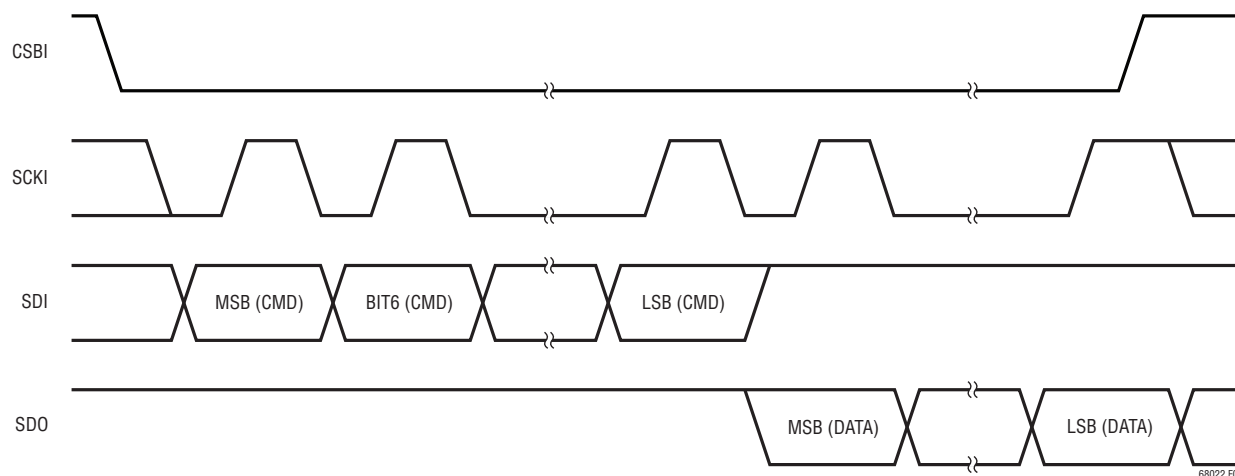 CSBI
SCKI
SDI
MSB (CMD)
BIT6 (CMD)
LSB (CMD)
SDO
MSB (DATA)
LSB (DATA)